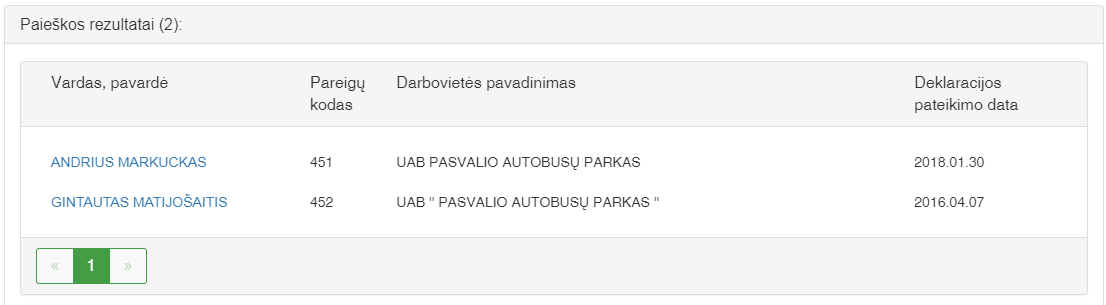 Paieškos rezultatai (2):
Vardas, pavardė Pareigų kodas Darbovietės pavadinimas Deklaracijos pateikimo data
ANDRIUS MARKUCKAS 451 UAB PASVALIO AUTOBUSŲ PARKAS 2018.01.30
GINTAUTAS MATIJOŠAITIS 452 UAB " PASVALIO AUTOBUSŲ PARKAS " 2016.04.07
« 1 »